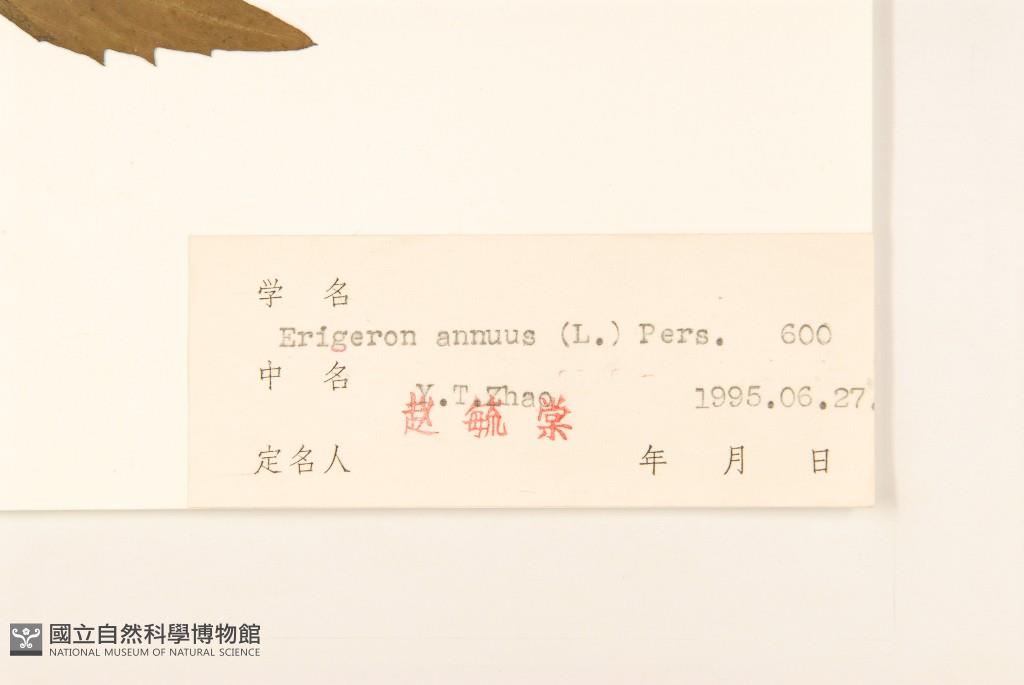 学 名
Erigeron annuus (L.) Pers. 600
中 名
Y.T.Zhao 1995.06.27.
赵 毓 棠
定名人 年 月 日
國立自然科學博物館
NATIONAL MUSEUM OF NATURAL SCIENCE